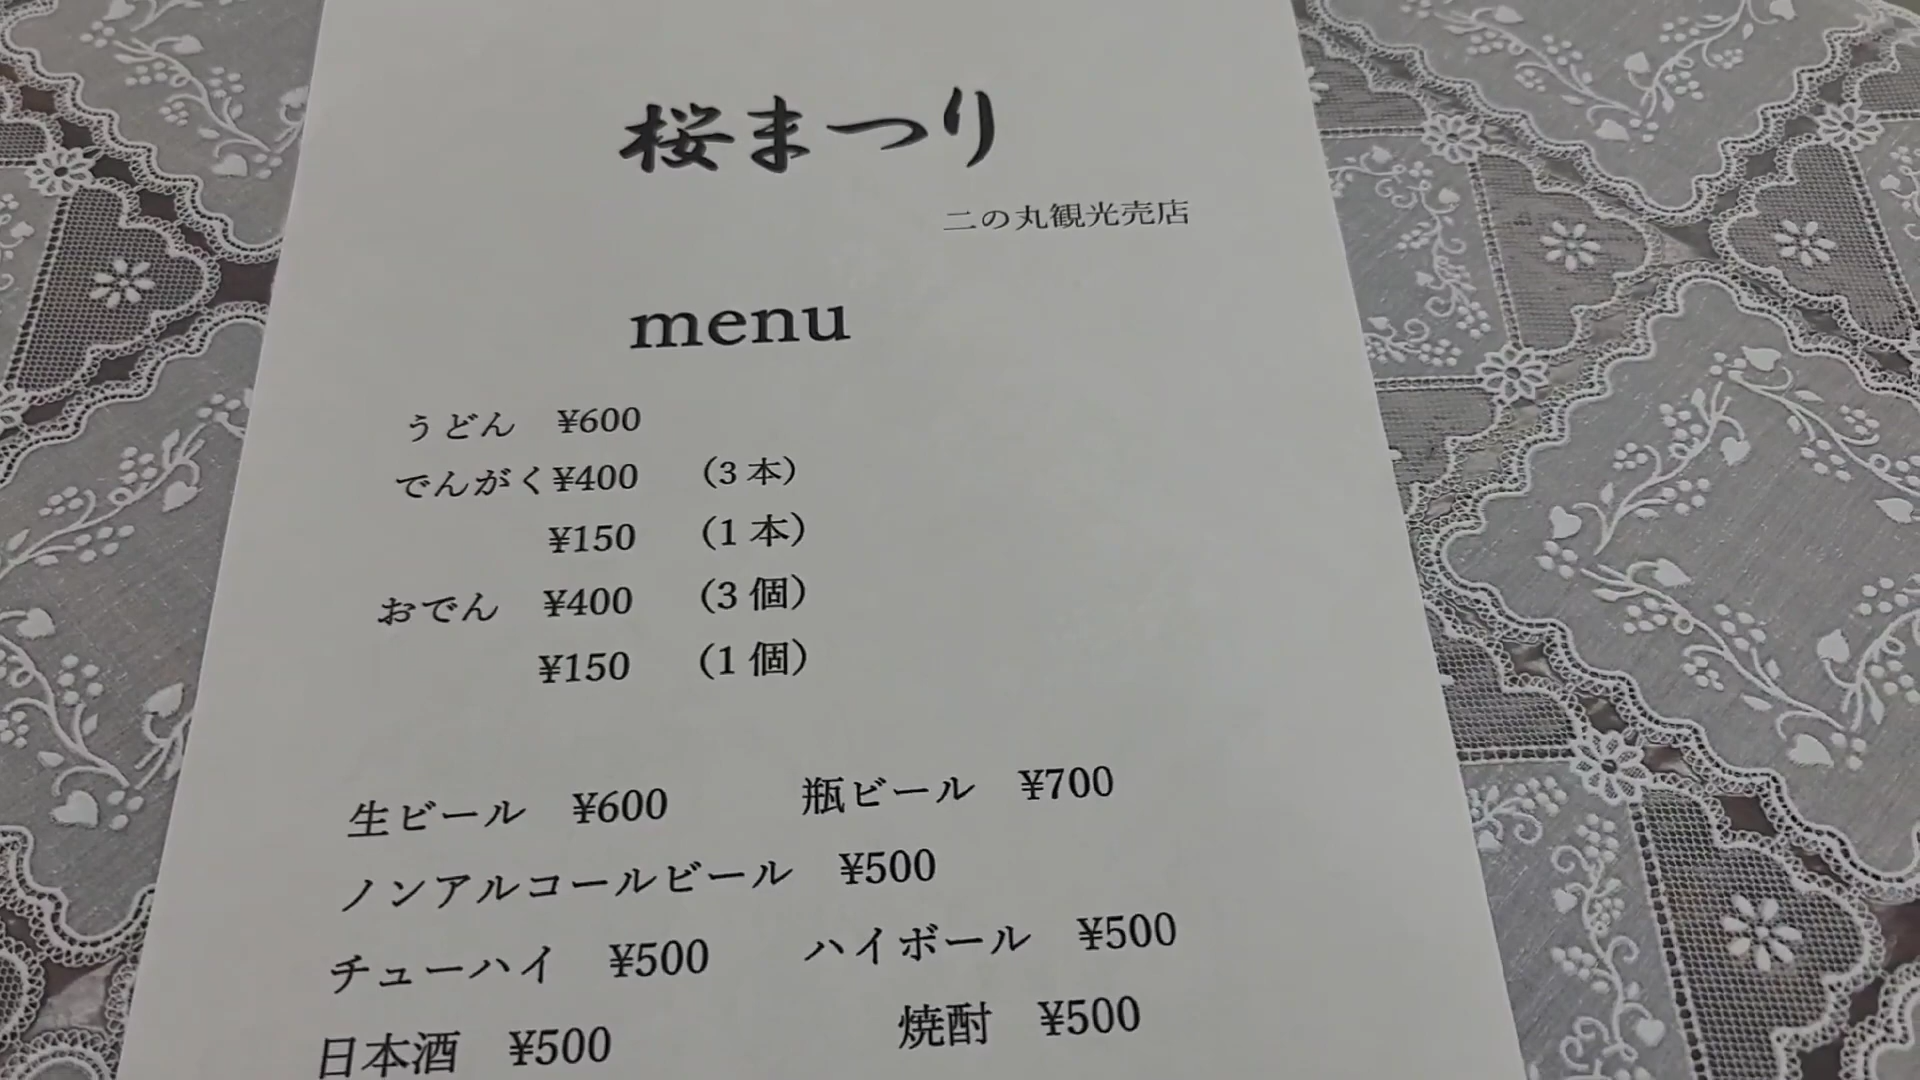 桜まつり
二の丸観光売店
menu
うどん ¥600
でんがく¥400 （3 本）
¥150 （1 本）
おでん ¥400 （3 個）
¥150 （1 個）
生ビール ¥600 瓶ビール ¥700
ノンアルコールビール ¥500
チューハイ ¥500 ハイボール ¥500
日本酒 ¥500 焼酎 ¥500